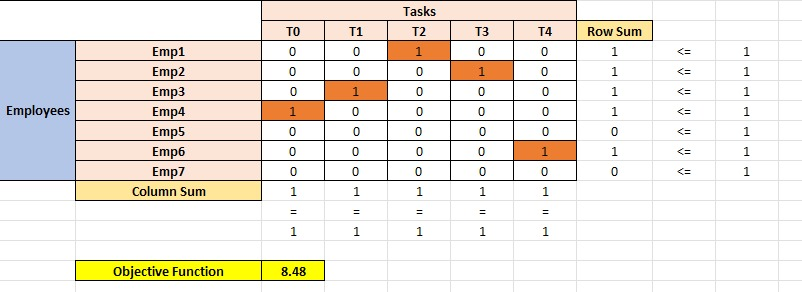 Tasks
T0 T1 T2 T3 T4 Row Sum
Emp1 0 0 1 0 0 1 <= 1
Emp2 0 0 0 1 0 1 <= 1
Emp3 0 1 0 0 0 1 <= 1
Employees Emp4 1 0 0 0 0 1 <= 1
Emp5 0 0 0 0 0 0 <= 1
Emp6 0 0 0 0 1 1 <= 1
Emp7 0 0 0 0 0 0 <= 1
Column Sum 1 1 1 1 1
= = = = =
1 1 1 1 1
Objective Function 8.48